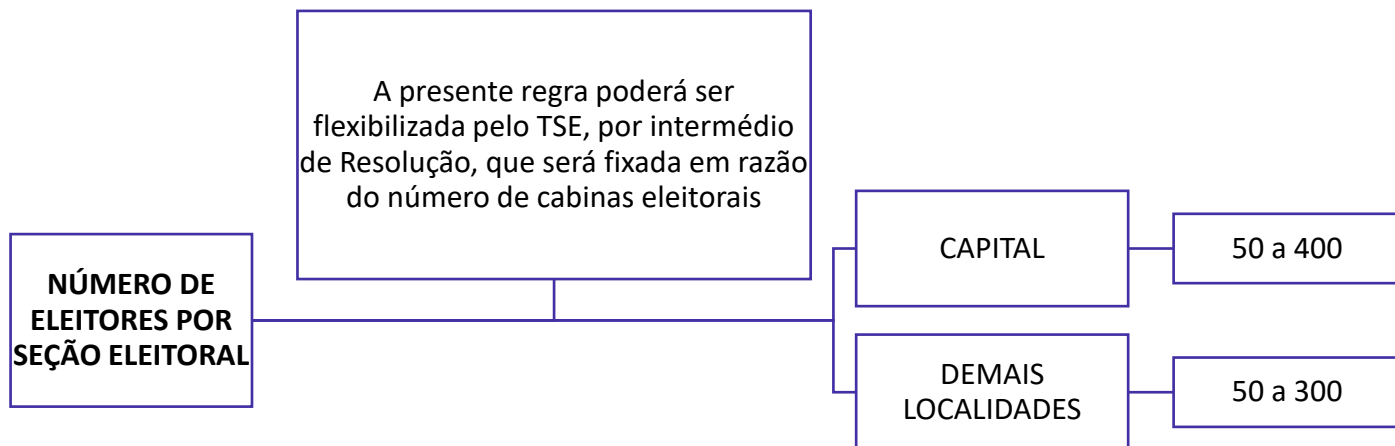 A presente regra poderá ser
flexibilizada pelo TSE, por intermédio
de Resolução, que será fixada em razão
do número de cabinas eleitorais
NÚMERO DE
ELEITORES POR
SEÇÃO ELEITORAL
CAPITAL
50 a 400
DEMAIS
LOCALIDADES
50 a 300